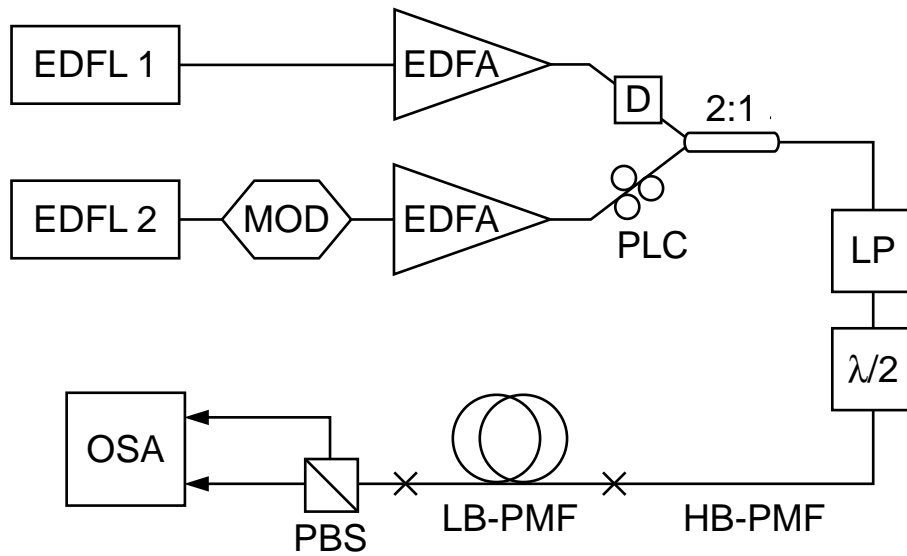 EDFL 1
EDFA
D
2:1
EDFL 2
MOD
EDFA
PLC
LP
λ/2
OSA
PBS
LB-PMF
HB-PMF